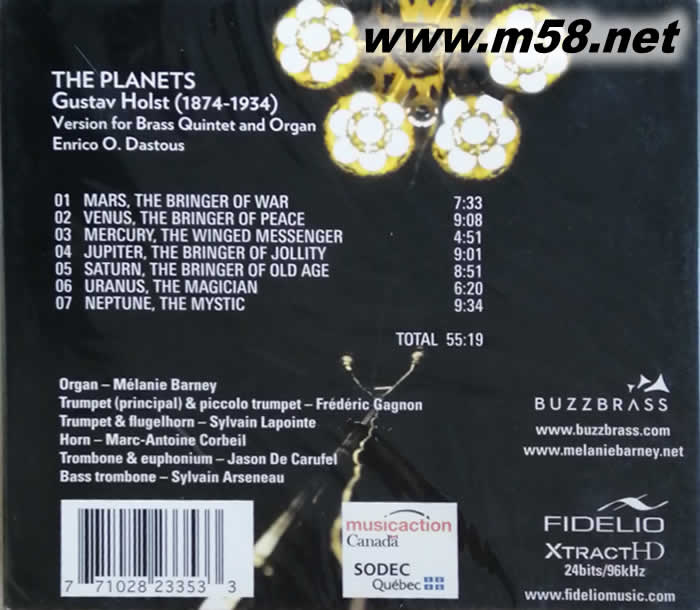 www.m58.net
THE PLANETS
Gustav Holst (1874-1934)
Version for Brass Quintet and Organ
Enrico O. Dastous
01 MARS, THE BRINGER OF WAR 7:33
02 VENUS, THE BRINGER OF PEACE 9:08
03 MERCURY, THE WINGED MESSENGER 4:51
04 JUPITER, THE BRINGER OF JOLLITY 9:01
05 SATURN, THE BRINGER OF OLD AGE 8:51
06 URANUS, THE MAGICIAN 6:20
07 NEPTUNE, THE MYSTIC 9:34
TOTAL 55:19
Organ – Mélanie Barney
Trumpet (principal) & piccolo trumpet – Frédéric Gagnon
Trumpet & flugelhorn – Sylvain Lapointe
Horn – Marc-Antoine Corbeil
Trombone & euphonium – Jason De Carufel
Bass trombone – Sylvain Arseneau
BUZZBRASS
www.buzzbrass.com
www.melaniebarney.net
7 71028 23353 3
musicaction
Canada
SODEC
Québec
FIDELIO
XTRACTHD
24bits/96kHz
www.fideliomusic.com